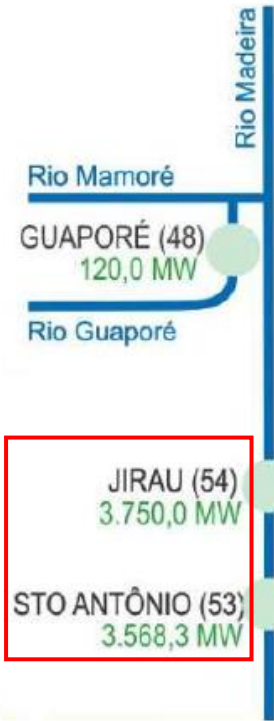 Rio Madeira
Rio Mamoré
GUAPORÉ (48)
120,0 MW
Rio Guaporé
JIRAU (54)
3.750,0 MW
STO ANTÔNIO (53)
3.568,3 MW